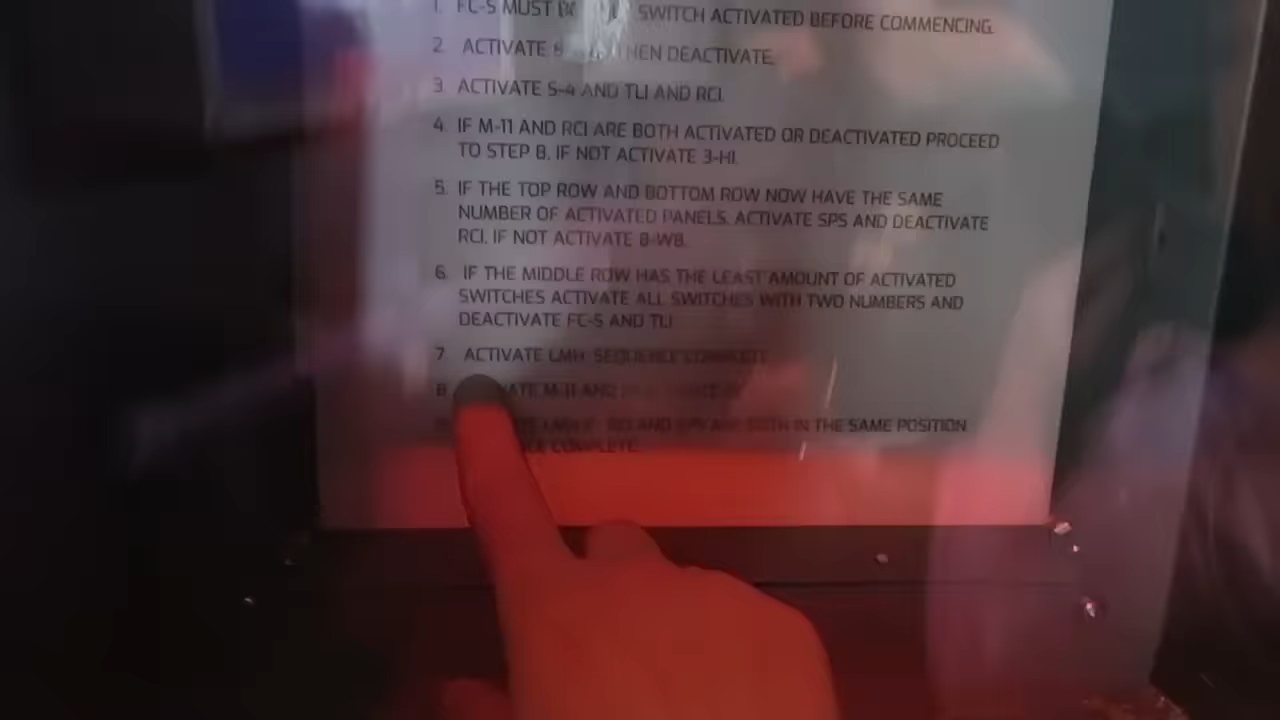 1. FC-5 MUST SWITCH ACTIVATED BEFORE COMMENCING.
2. ACTIVATE DEACTIVATE.
3. ACTIVATE S-4 AND TLI AND RCI.
4. IF M-11 AND RCI ARE BOTH ACTIVATED OR DEACTIVATED PROCEED
TO STEP 8. IF NOT ACTIVATE 3-HI.
5. IF THE TOP ROW AND BOTTOM ROW NOW HAVE THE SAME
NUMBER OF ACTIVATED PANELS. ACTIVATE SPS AND DEACTIVATE
RCI. IF NOT ACTIVATE 8-W8.
6. IF THE MIDDLE ROW HAS THE LEAST AMOUNT OF ACTIVATED
SWITCHES ACTIVATE ALL SWITCHES WITH TWO NUMBERS AND
DEACTIVATE FC-5 AND TLI
7. ACTIVATE LMH. SEQUENCE COMPLETE.
8. M-11 AND
AND SPS ARE BOTH IN THE SAME POSITION
COMPLETE.